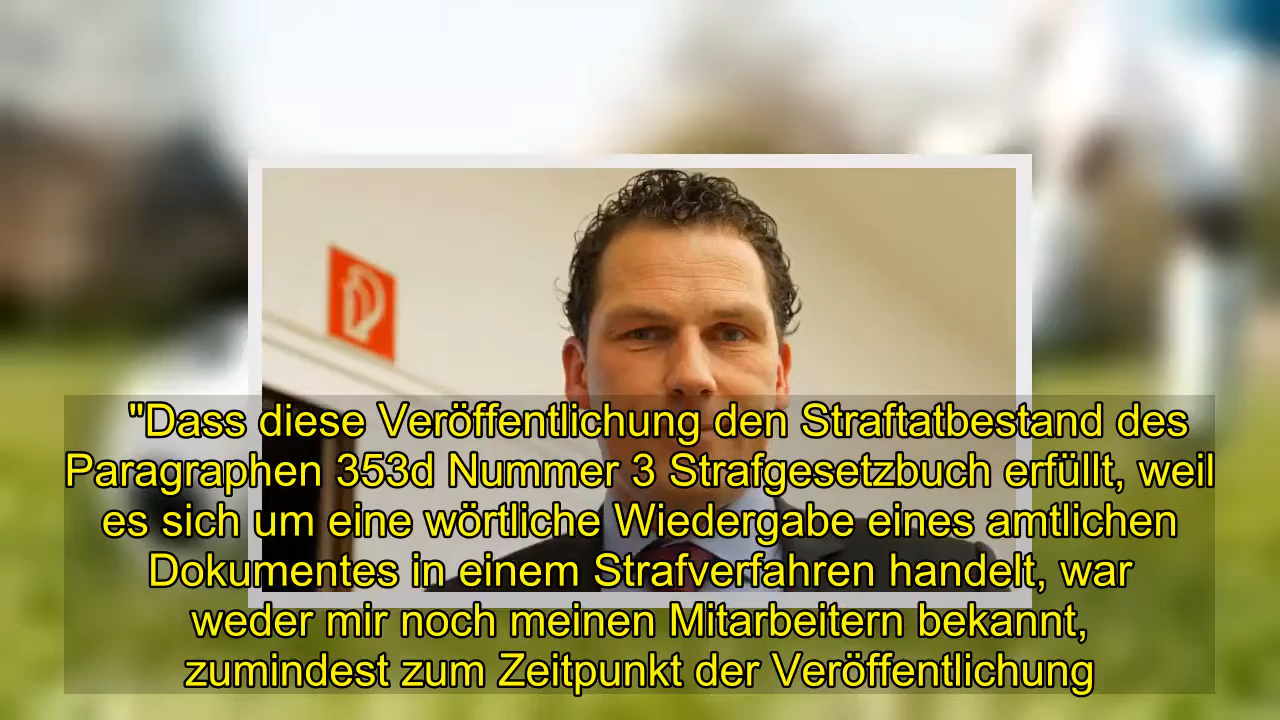 "Dass diese Veröffentlichung den Straftatbestand des
Paragraphen 353d Nummer 3 Strafgesetzbuch erfüllt, weil
es sich um eine wörtliche Wiedergabe eines amtlichen
Dokumentes in einem Strafverfahren handelt, war
weder mir noch meinen Mitarbeitern bekannt,
zumindest zum Zeitpunkt der Veröffentlichung